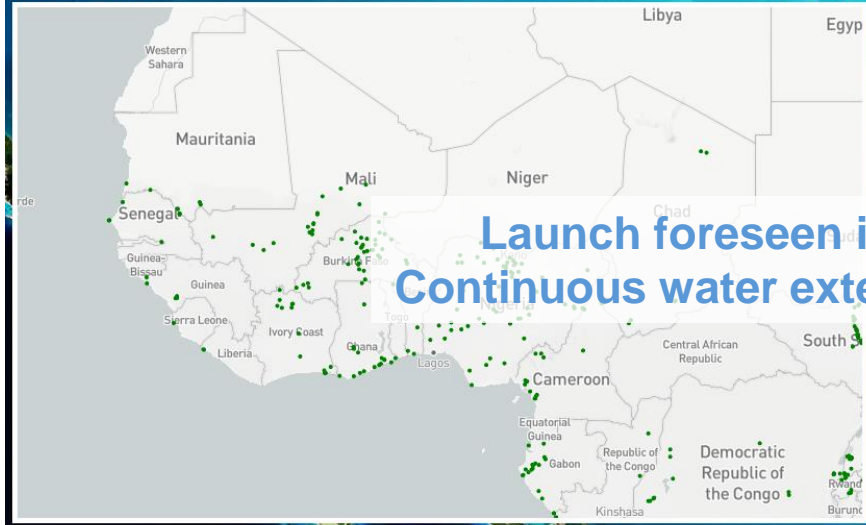 Libya
Egyp
Western
Sahara
Mauritania
Mali
Niger
rde
Chad
Senegal
Launch foreseen i
Burkina Faso
Guinea-
Bissau
Guinea
Continuous water exte
Nigeria
Togo
Sierra Leone
Ivory Coast
Ghana
Central African
Republic
South S
Liberia
Lagos
Cameroon
Equatorial
Guinea
Republic of
the Congo
Democratic
Republic of
the Congo
Gabon
Rwand
Kinshasa
Burund